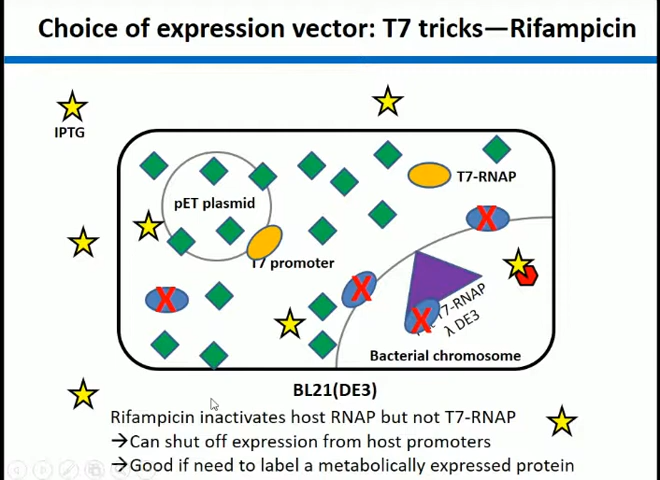 Choice of expression vector: T7 tricks—Rifampicin
IPTG
T7-RNAP
pET plasmid
T7 promoter
X
X
X
X
T7-RNAP
λ DE3
Bacterial chromosome
BL21(DE3)
Rifampicin inactivates host RNAP but not T7-RNAP
→Can shut off expression from host promoters
→Good if need to label a metabolically expressed protein